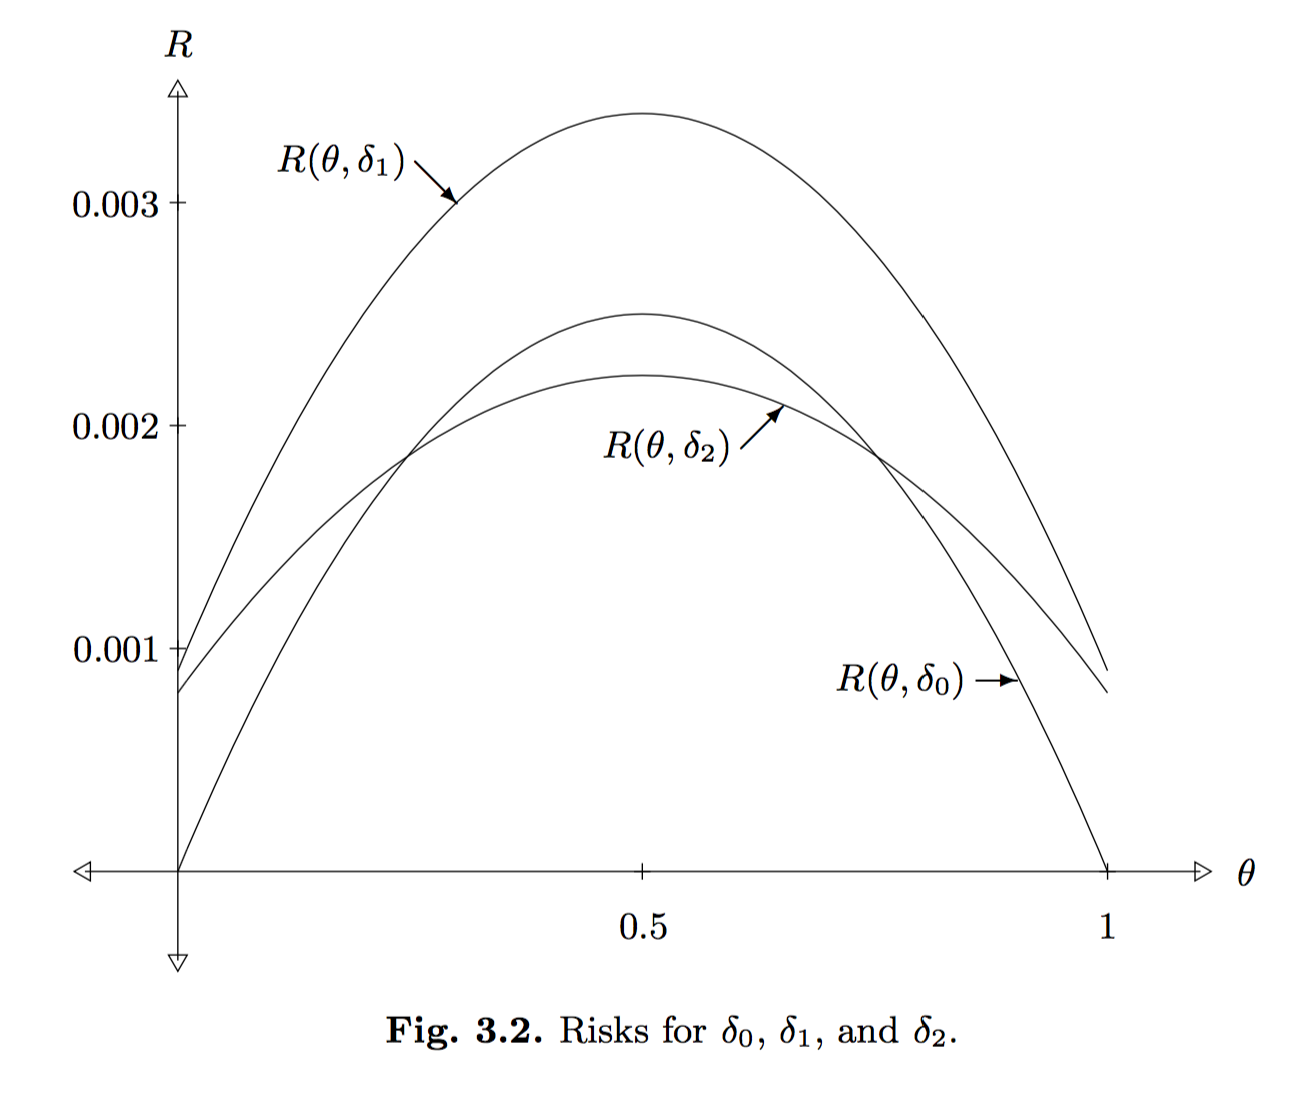 R
R(θ, δ₁)
0.003
0.002
R(θ, δ₂)
0.001
R(θ, δ₀)
θ
0.5
1
Fig. 3.2. Risks for δ₀, δ₁, and δ₂.